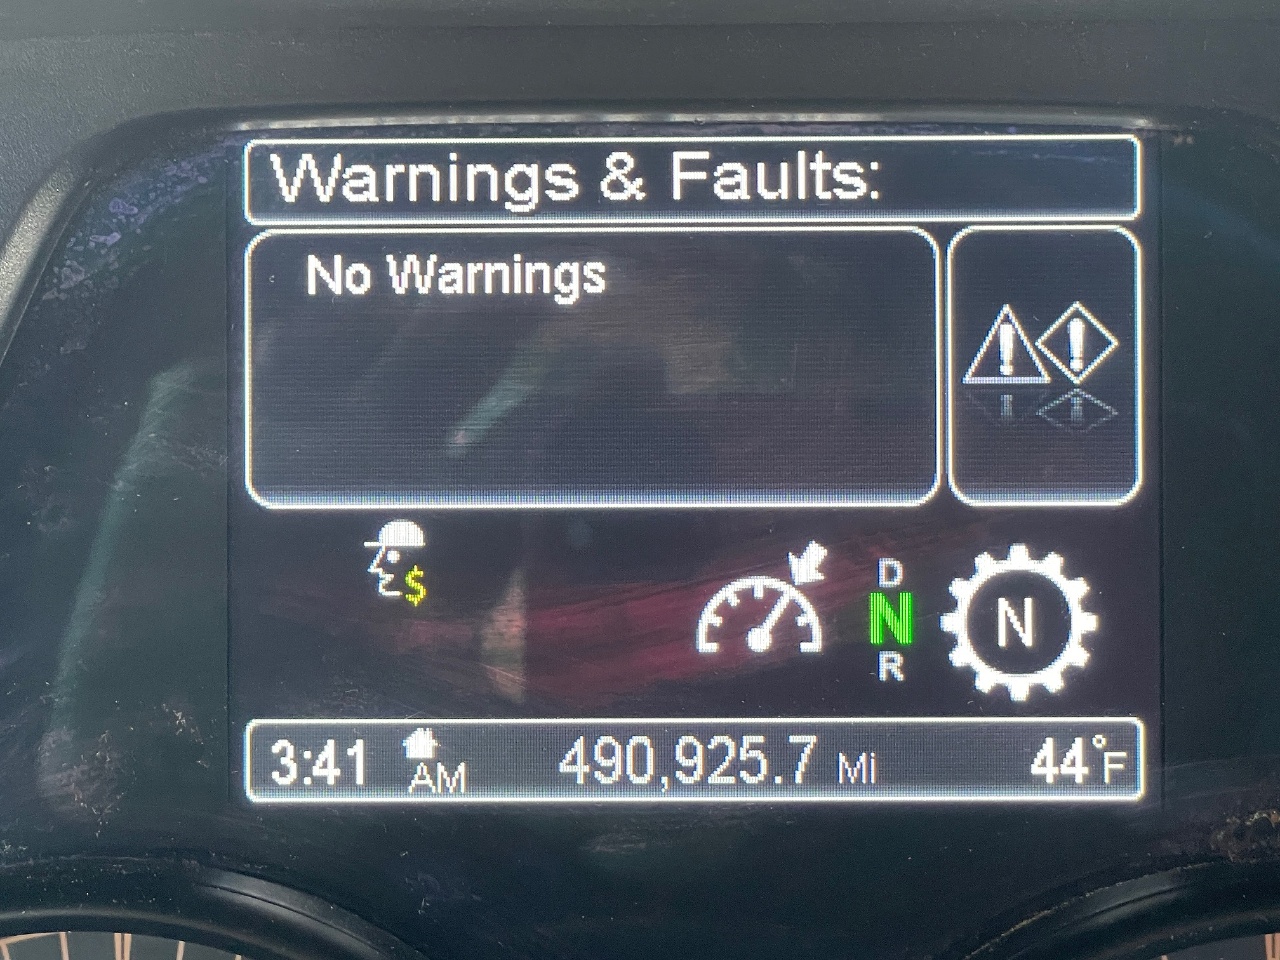 Warnings & Faults:
No Warnings
$
D
N
R
N
3:41 AM 490,925.7 Mi 44°F